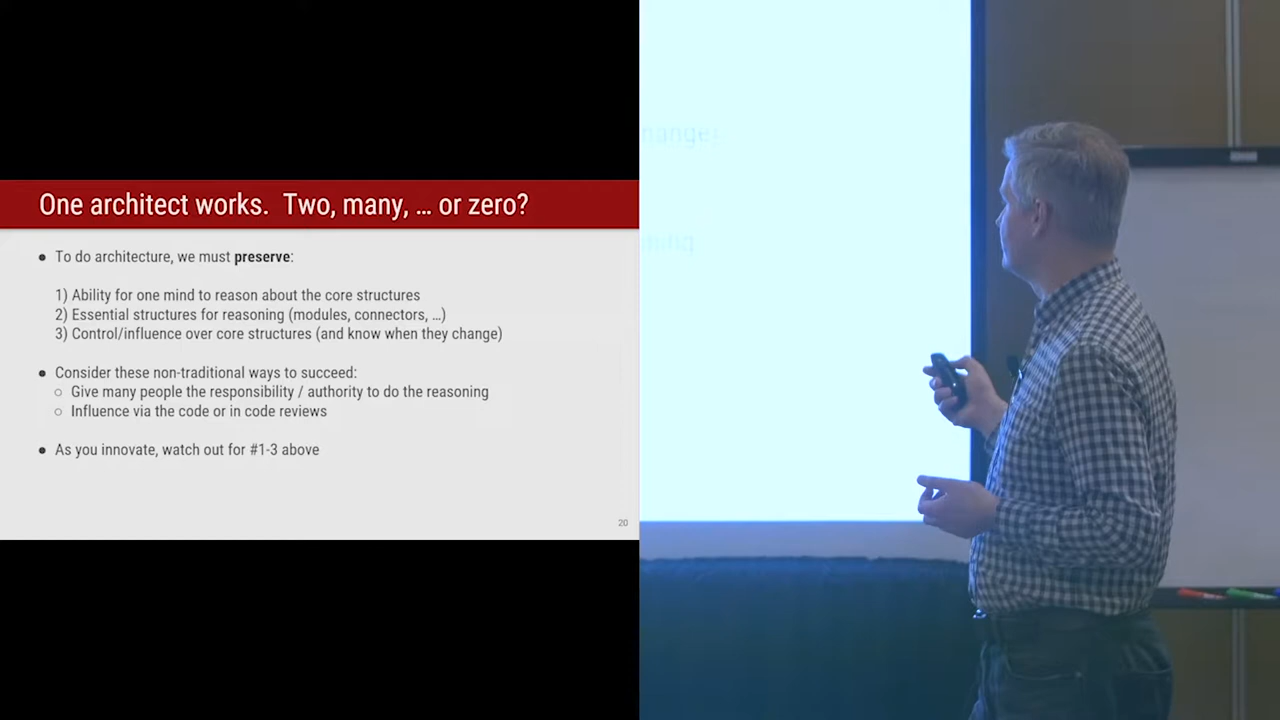 One architect works. Two, many, … or zero?
● To do architecture, we must preserve:
1) Ability for one mind to reason about the core structures
2) Essential structures for reasoning (modules, connectors, …)
3) Control/influence over core structures (and know when they change)
● Consider these non-traditional ways to succeed:
○ Give many people the responsibility / authority to do the reasoning
○ Influence via the code or in code reviews
● As you innovate, watch out for #1-3 above
20